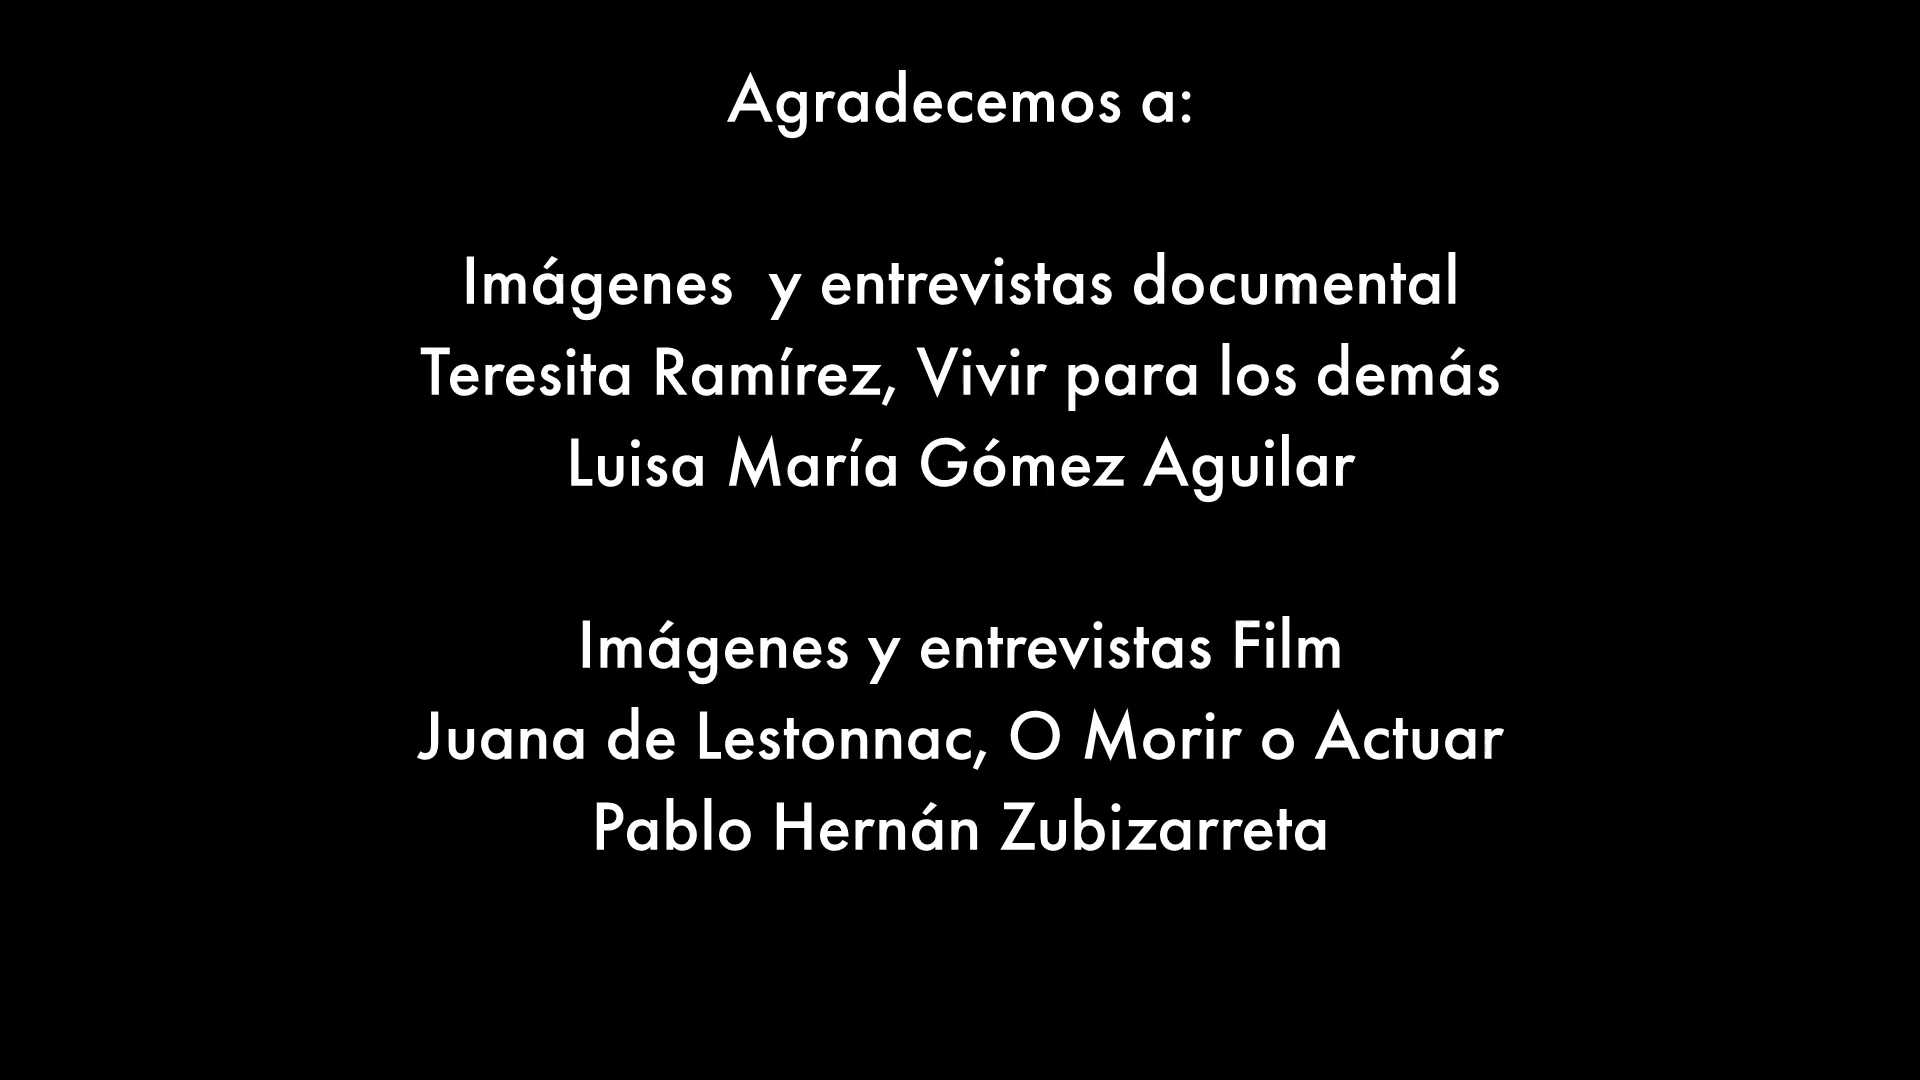 Agradecemos a:
Imágenes  y entrevistas documental
Teresita Ramírez, Vivir para los demás
Luisa María Gómez Aguilar
Imágenes y entrevistas Film
Juana de Lestonnac, O Morir o Actuar
Pablo Hernán Zubizarreta